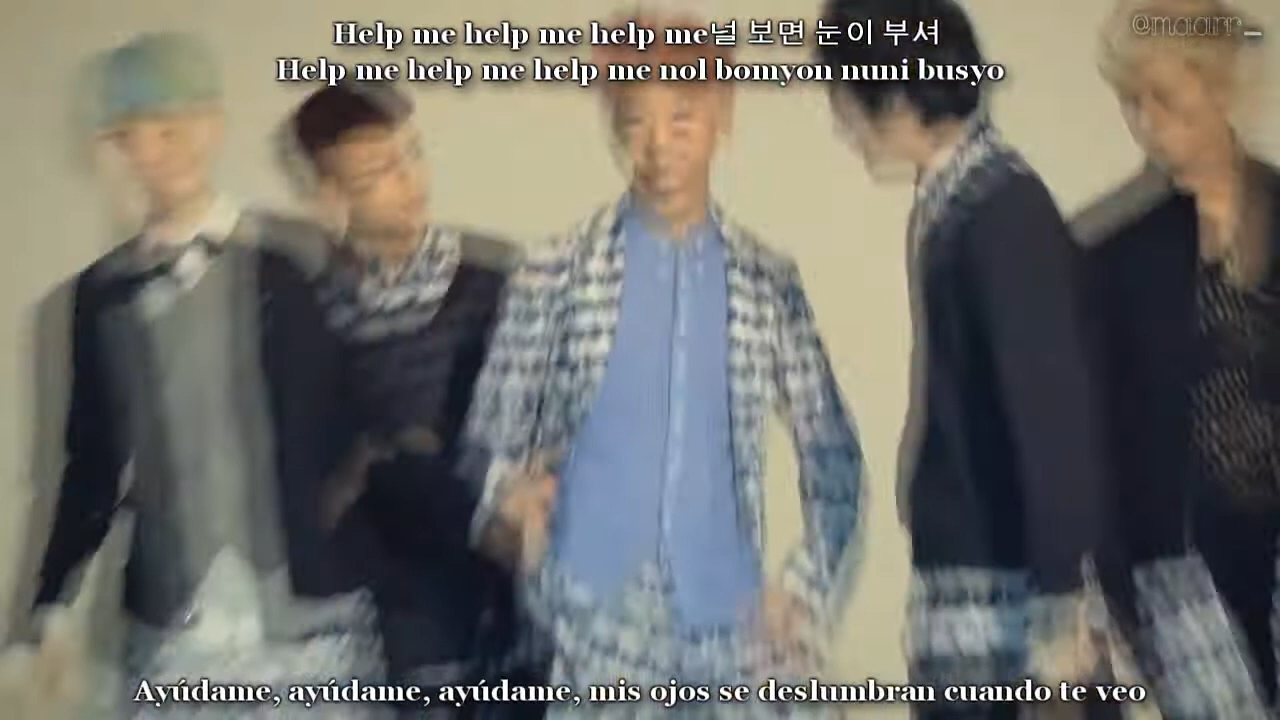 @maarr_
Help me help me help me널 보면 눈이 부셔
Help me help me help me nol bomyon nuni busyo
Ayúdame, ayúdame, ayúdame, mis ojos se deslumbran cuando te veo